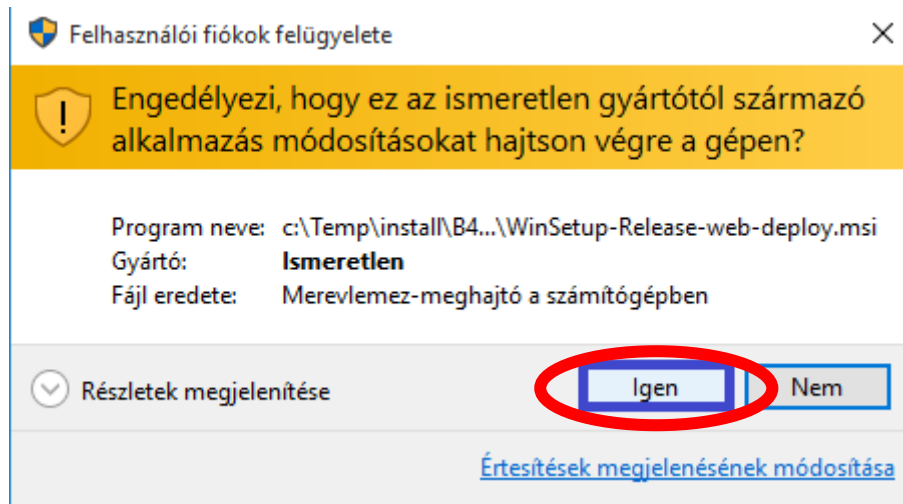 Felhasználói fiókok felügyelete
Engedélyezi, hogy ez az ismeretlen gyártótól származó
alkalmazás módosításokat hajtson végre a gépen?
Program neve: c:\Temp\install\B4...\WinSetup-Release-web-deploy.msi
Gyártó: Ismeretlen
Fájl eredete: Merevlemez-meghajtó a számítógépben
Részletek megjelenítése Igen Nem
Értesítések megjelenésének módosítása